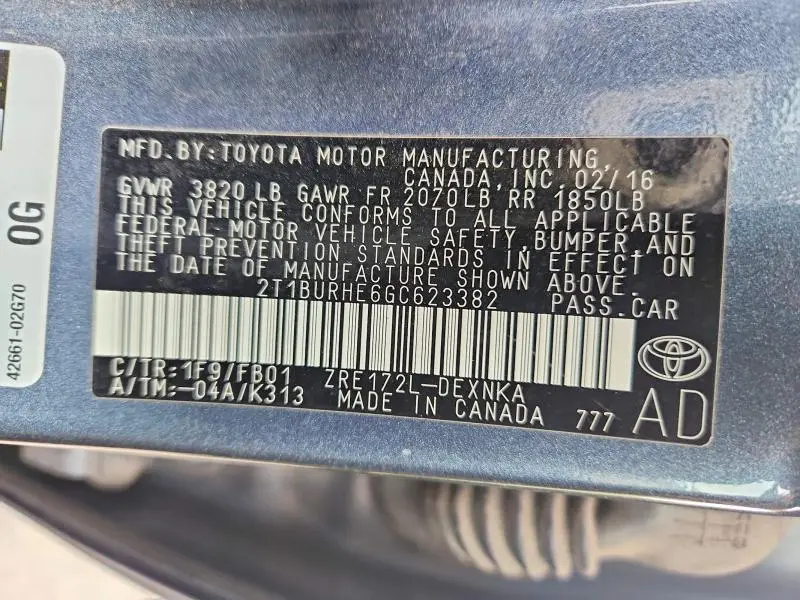 MFD.BY:TOYOTA MOTOR MANUFACTURING,
CANADA, INC. 02/16
GVWR 3820 LB GAWR FR 2070LB, RR 1850LB
THIS VEHICLE CONFORMS TO ALL APPLICABLE
FEDERAL MOTOR VEHICLE SAFETY, BUMPER, AND
THEFT PREVENTION STANDARDS IN EFFECT ON
THE DATE OF MANUFACTURE SHOWN ABOVE.
2T1BURHE6GC623382 PASS.CAR
C/TR:1F9/FB01 ZRE172L-DEXNKA
A/TM:-04A/K313 MADE IN CANADA 777 AD
42661-02G70 0G